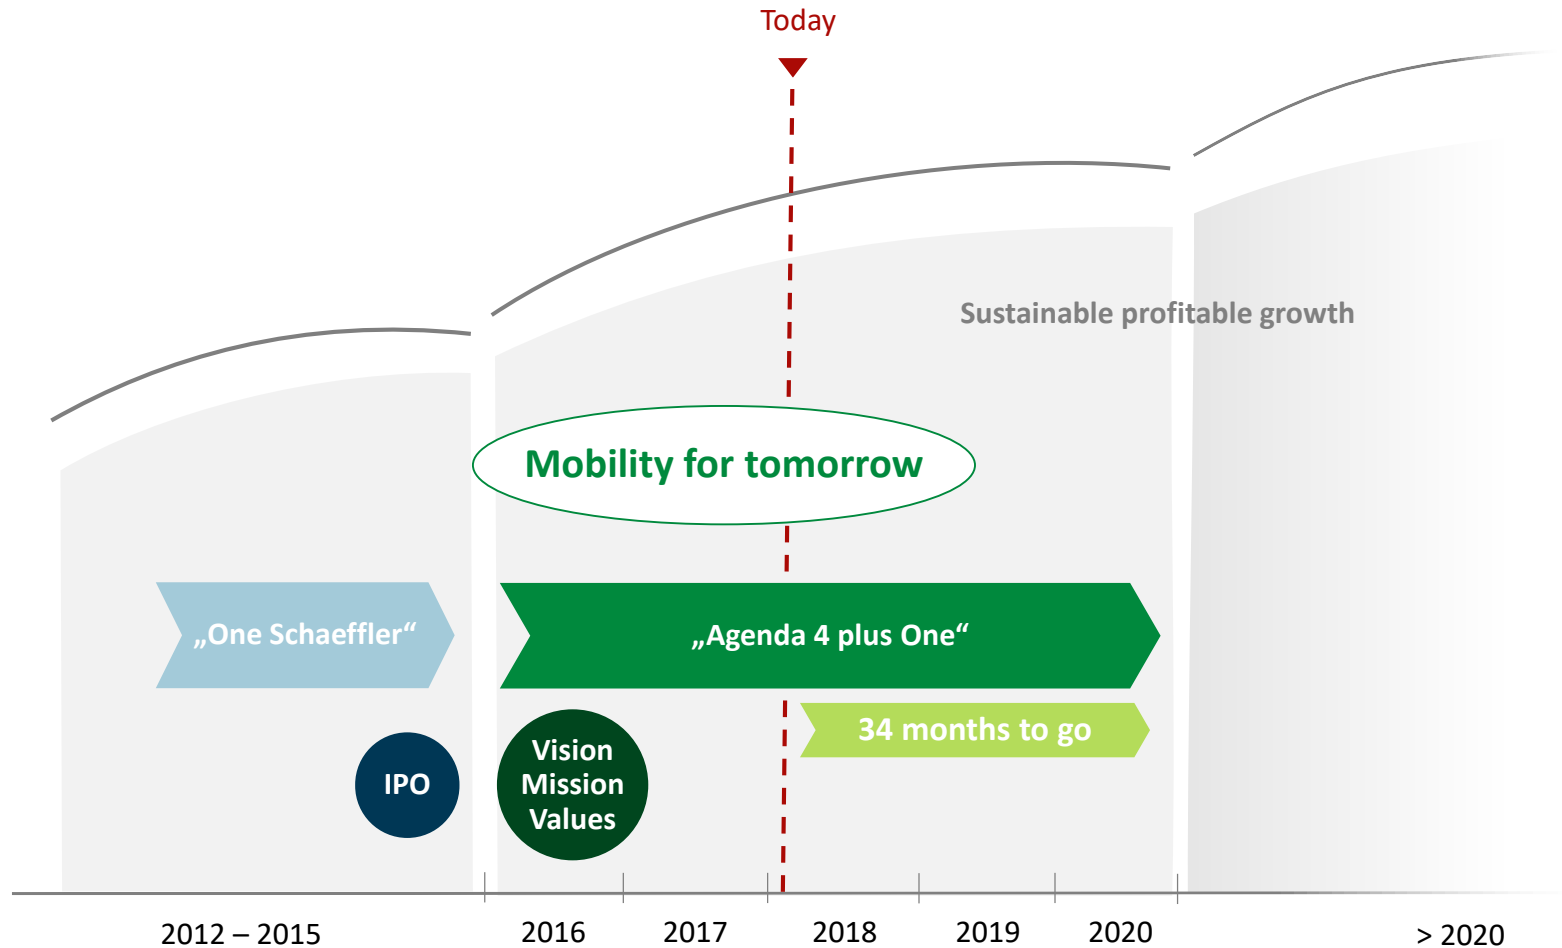 Today
Sustainable profitable growth
Mobility for tomorrow
„One Schaeffler“
„Agenda 4 plus One“
34 months to go
IPO
Vision
Mission
Values
2012 – 2015
2016
2017
2018
2019
2020
> 2020